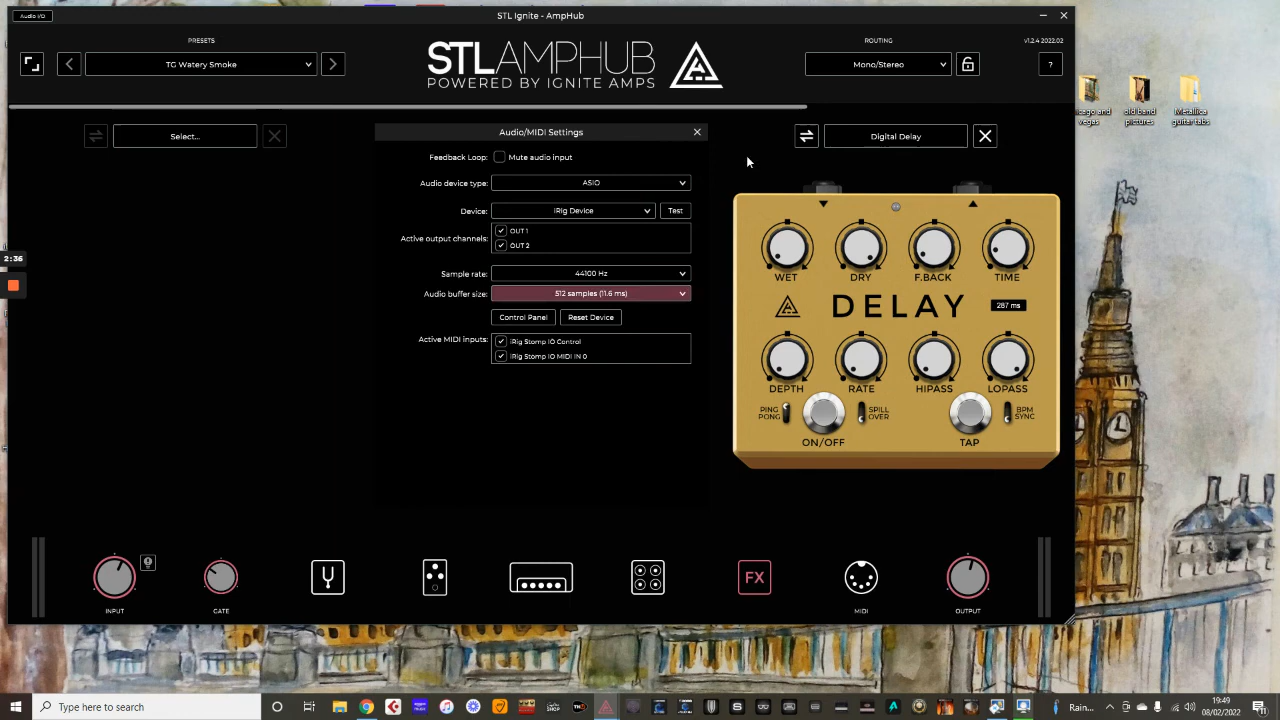 Audio I/O
STL Ignite - AmpHub
PRESETS
TG Watery Smoke
STLAMPHUB
POWERED BY IGNITE AMPS
ROUTING
Mono/Stereo
v1.2.4 2022.02
?
Select...
Audio/MIDI Settings
Feedback Loop:
Mute audio input
Audio device type:
ASIO
Device:
iRig Device
Test
Active output channels:
OUT 1
OUT 2
Sample rate:
44100 Hz
Audio buffer size:
512 samples (11.6 ms)
Control Panel
Reset Device
Active MIDI inputs:
iRig Stomp IO Control
iRig Stomp IO MIDI IN 0
Digital Delay
WET
DRY
F.BACK
TIME
DELAY
287 ms
DEPTH
RATE
HIPASS
LOPASS
PING
PONG
SPILL
OVER
BPM
SYNC
ON/OFF
TAP
INPUT
GATE
FX
MIDI
OUTPUT
2:36
vegas
old band
pictures
Metallica
guitar tabs
Type here to search
Rain...
19:49
08/02/2022